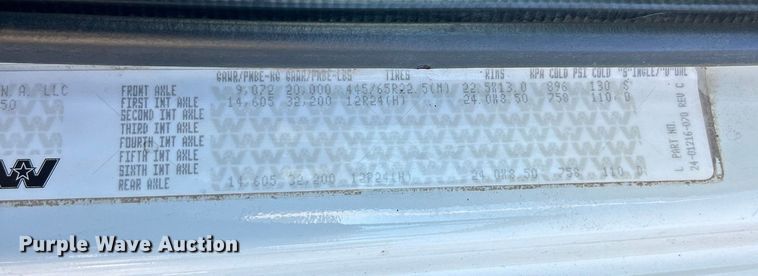 GAWR/PNBE-KG GAWR/PNBE-LBS TIRES RIMS KPA COLD PSI COLD "S"INGLE/"D"UAL
N A. LLC
50
FRONT AXLE 9,072 20,000 445/65R22.5(M) 22.5X13.0 896 130 S
FIRST INT AXLE 14,605 32,200 12R24(H) 24.0X8.50 758 110 D
SECOND INT AXLE
THIRD INT AXLE
FOURTH INT AXLE
FIFTH INT AXLE
SIXTH INT AXLE
REAR AXLE 14,605 32,200 12R24(H) 24.0X8.50 758 110 D
L PART NO.
24-01216-070 REV C
Purple Wave Auction